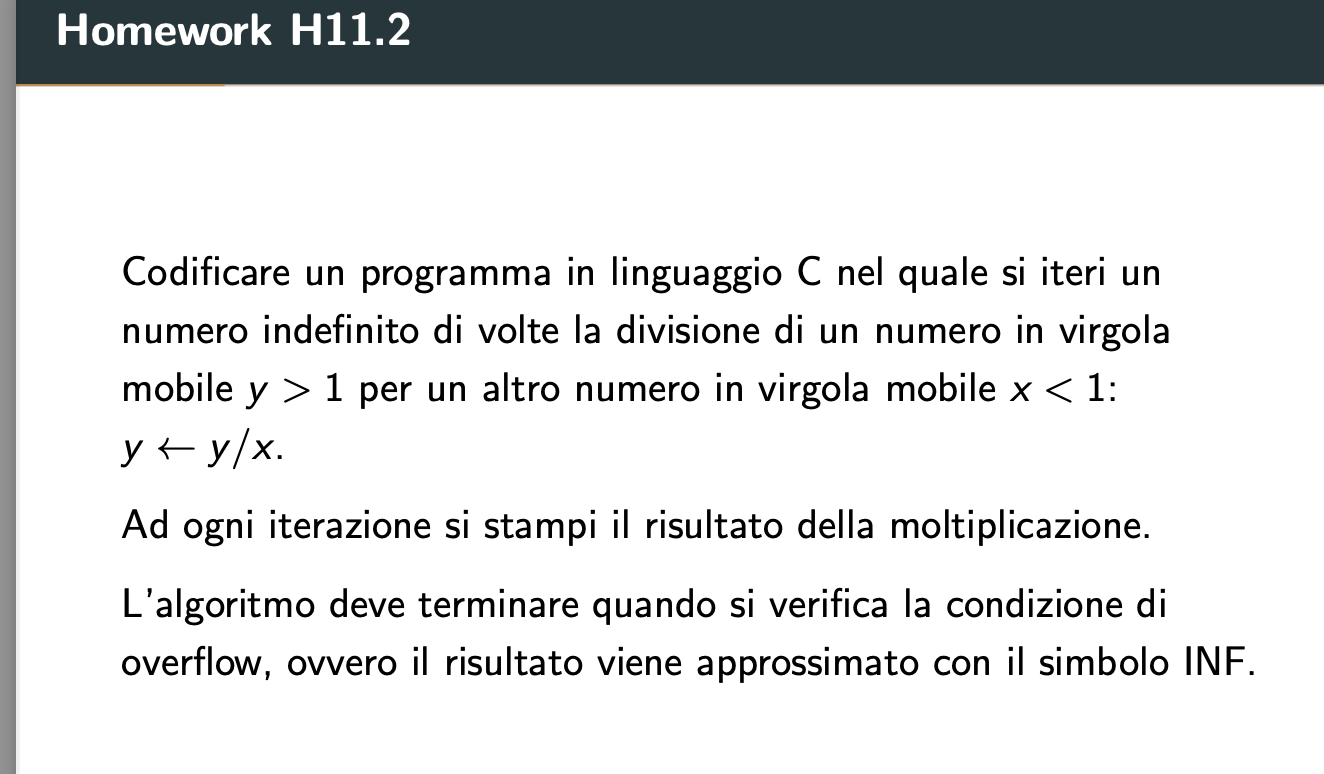 Homework H11.2
Codificare un programma in linguaggio C nel quale si iteri un
numero indefinito di volte la divisione di un numero in virgola
mobile y > 1 per un altro numero in virgola mobile x < 1:
y ← y/x.
Ad ogni iterazione si stampi il risultato della moltiplicazione.
L'algoritmo deve terminare quando si verifica la condizione di
overflow, ovvero il risultato viene approssimato con il simbolo INF.